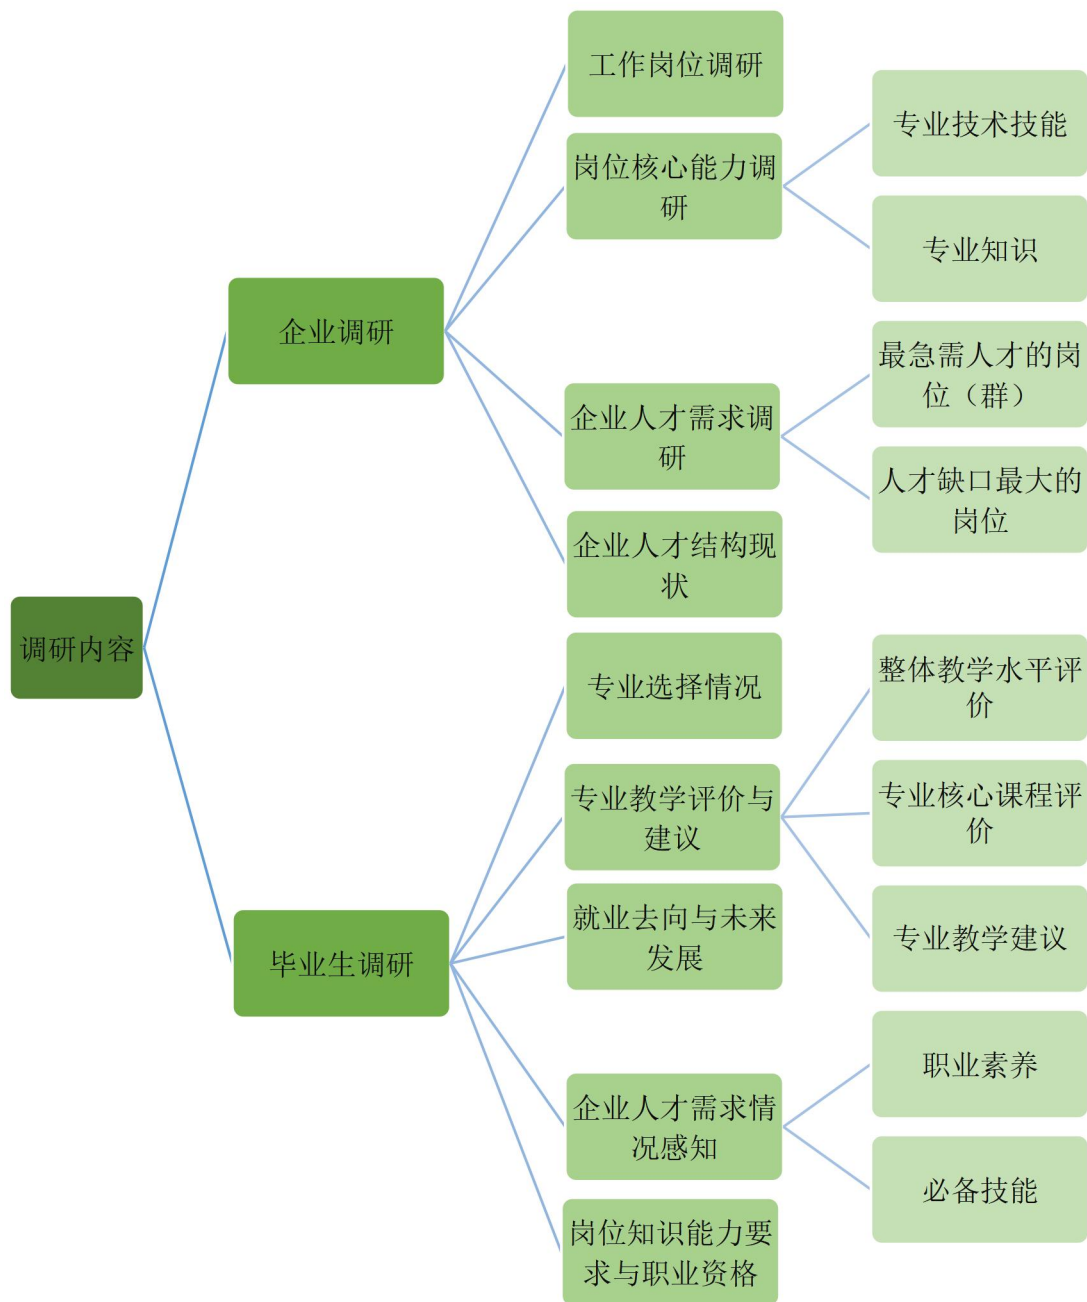 调研内容
企业调研
工作岗位调研
岗位核心能力调
研
专业技术技能
专业知识
企业人才需求调
研
最急需人才的岗
位（群）
人才缺口最大的
岗位
企业人才结构现
状
毕业生调研
专业选择情况
专业教学评价与
建议
整体教学水平评
价
专业核心课程评
价
专业教学建议
就业去向与未来
发展
企业人才需求情
况感知
职业素养
必备技能
岗位知识能力要
求与职业资格